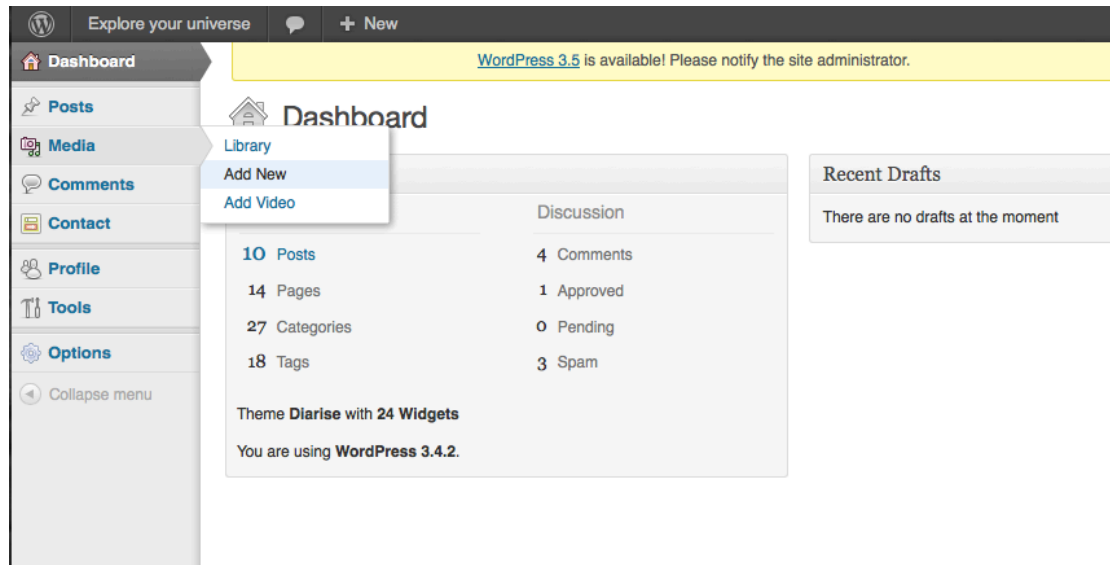 Explore your universe + New
Dashboard
WordPress 3.5 is available! Please notify the site administrator.
Posts
Media
Comments
Contact
Profile
Tools
Options
Collapse menu
Library
Add New
Add Video
Dashboard
Discussion
10 Posts
4 Comments
14 Pages
1 Approved
27 Categories
0 Pending
18 Tags
3 Spam
Theme Diarise with 24 Widgets
You are using WordPress 3.4.2.
Recent Drafts
There are no drafts at the moment